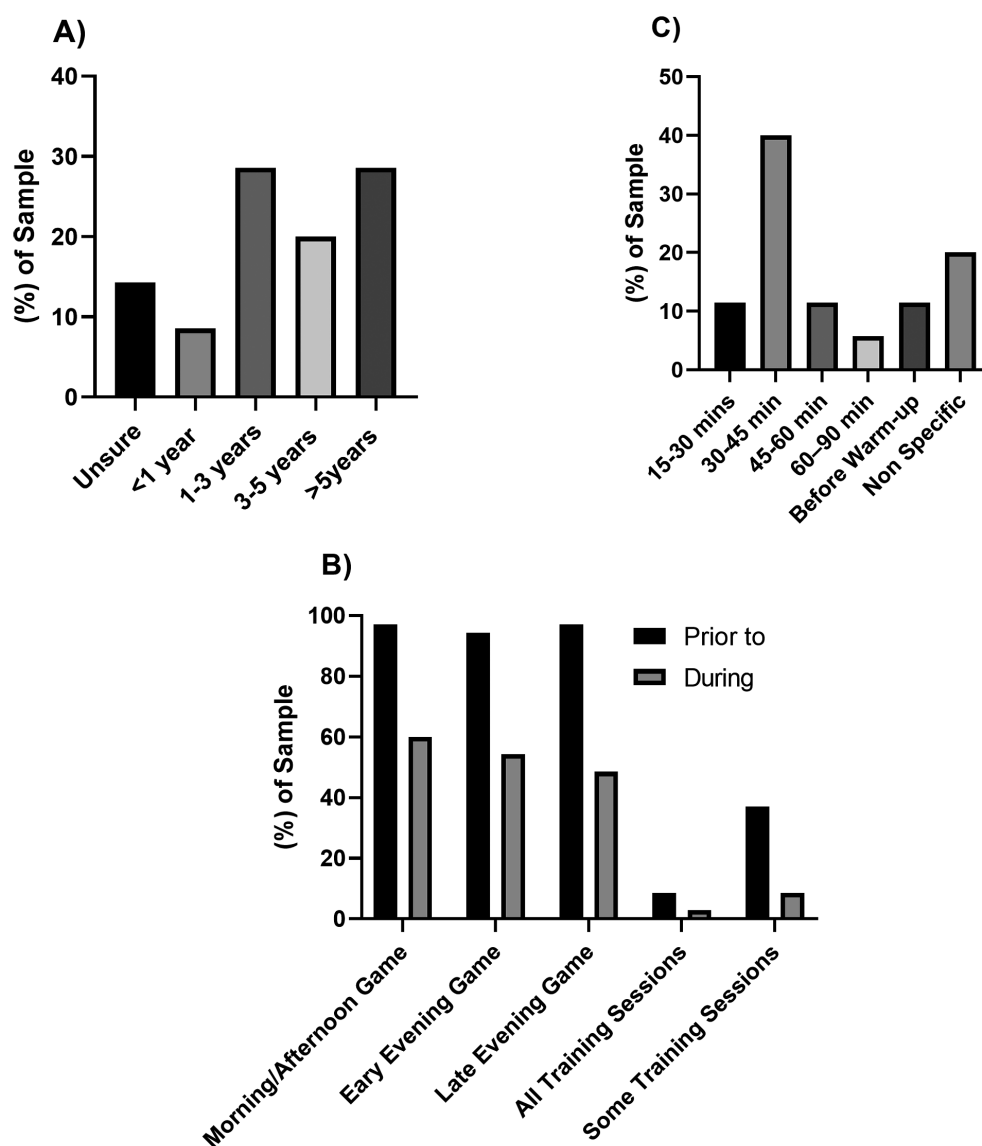 A)
(%) of Sample
40
30
20
10
0
Unsure
<1 year
1-3 years
3-5 years
>5years
C)
(%) of Sample
50
40
30
20
10
0
15-30 mins
30-45 min
45-60 min
60–90 min
Before Warm-up
Non Specific
B)
(%) of Sample
100
80
60
40
20
0
Prior to
During
Morning/Afternoon Game
Eary Evening Game
Late Evening Game
All Training Sessions
Some Training Sessions